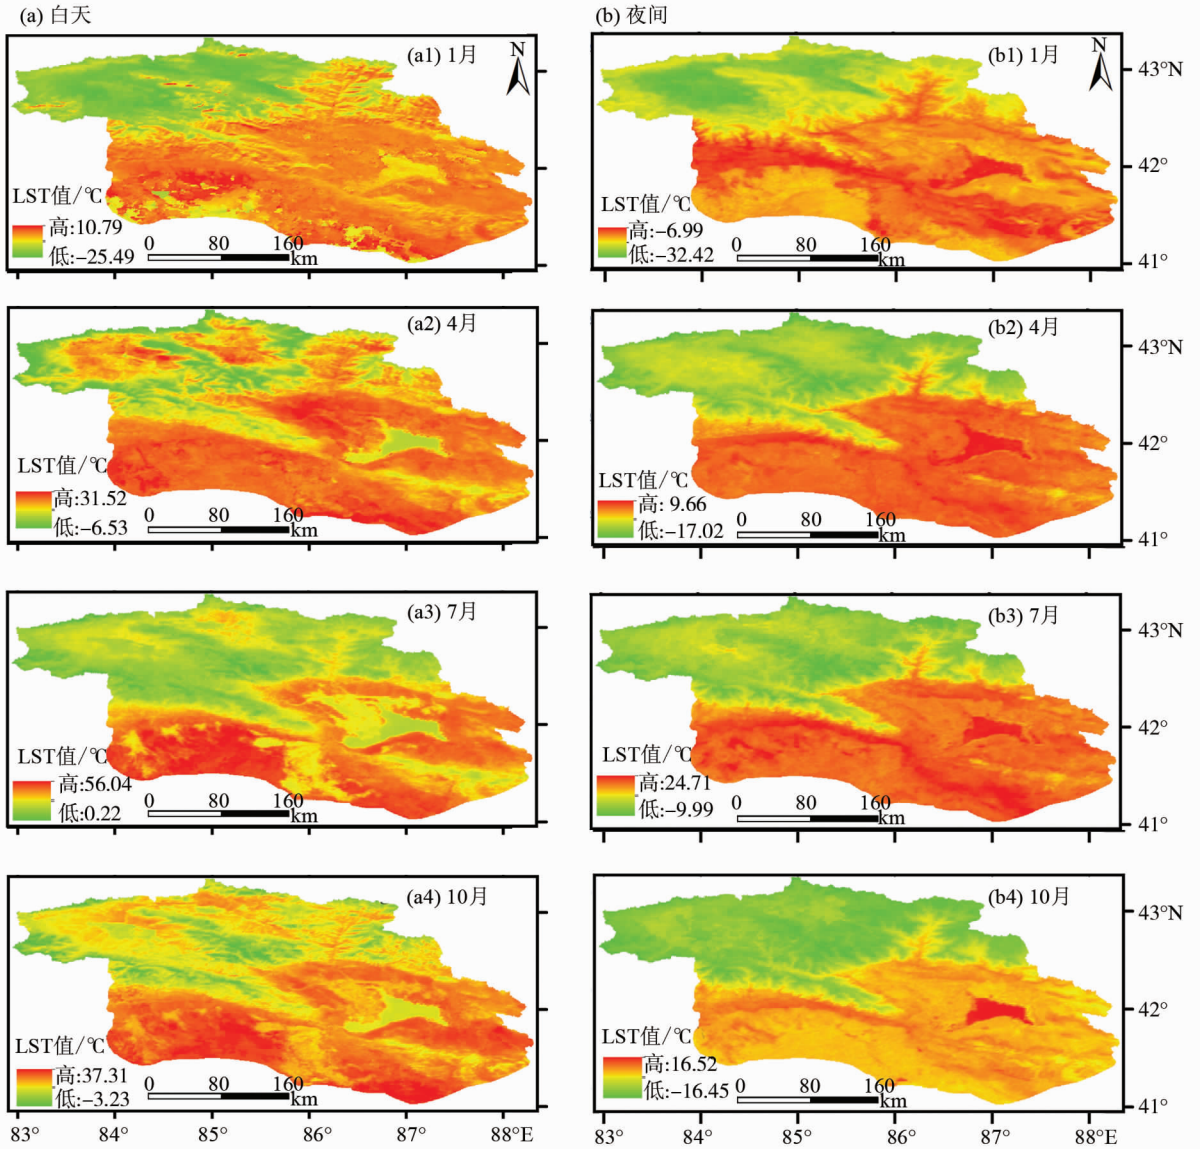 (a) 白天
(b) 夜间
(a1) 1月
N
LST值/℃
高:10.79
低:-25.49
0 80 160
km
(b1) 1月
N
43°N
42°
41°
LST值/℃
高:-6.99
低:-32.42
0 80 160
km
(a2) 4月
LST值/℃
高:31.52
低:-6.53
0 80 160
km
(b2) 4月
43°N
42°
41°
LST值/℃
高: 9.66
低:-17.02
0 80 160
km
(a3) 7月
LST值/℃
高:56.04
低:0.22
0 80 160
km
(b3) 7月
43°N
42°
41°
LST值/℃
高:24.71
低:-9.99
0 80 160
km
(a4) 10月
LST值/℃
高:37.31
低:-3.23
0 80 160
km
(b4) 10月
43°N
42°
41°
LST值/℃
高:16.52
低:-16.45
0 80 160
km
83° 84° 85° 86° 87° 88°E
83° 84° 85° 86° 87° 88°E